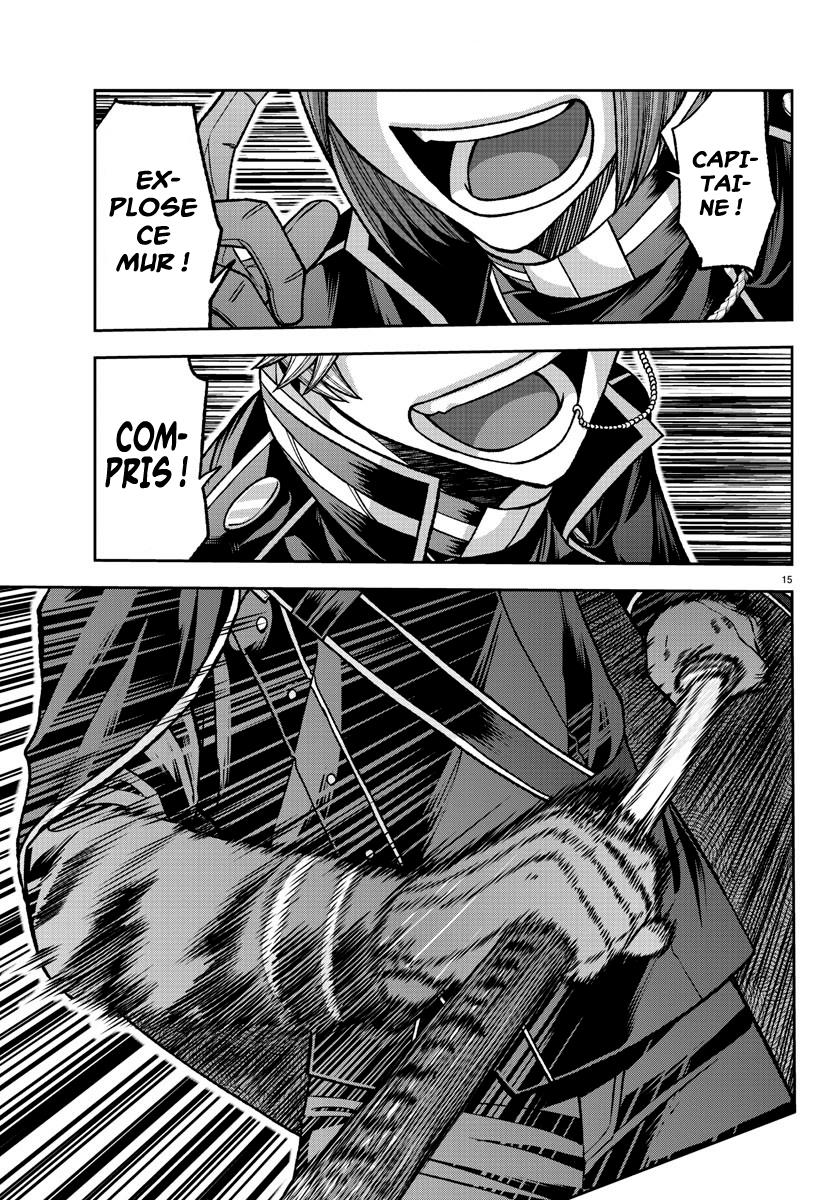 CAPI-
TAI-
NE !
EX-
PLOSE
CE
MUR !
COM-
PRIS !
15